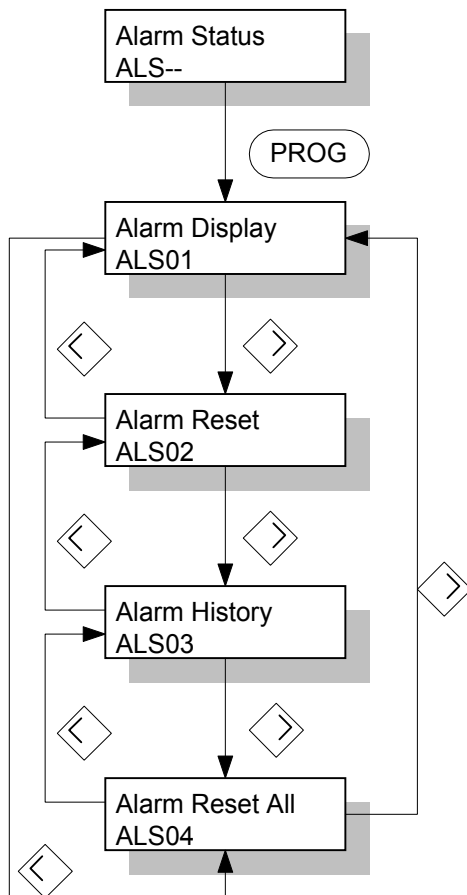 Alarm Status
ALS--
PROG
Alarm Display
ALS01
Alarm Reset
ALS02
Alarm History
ALS03
Alarm Reset All
ALS04